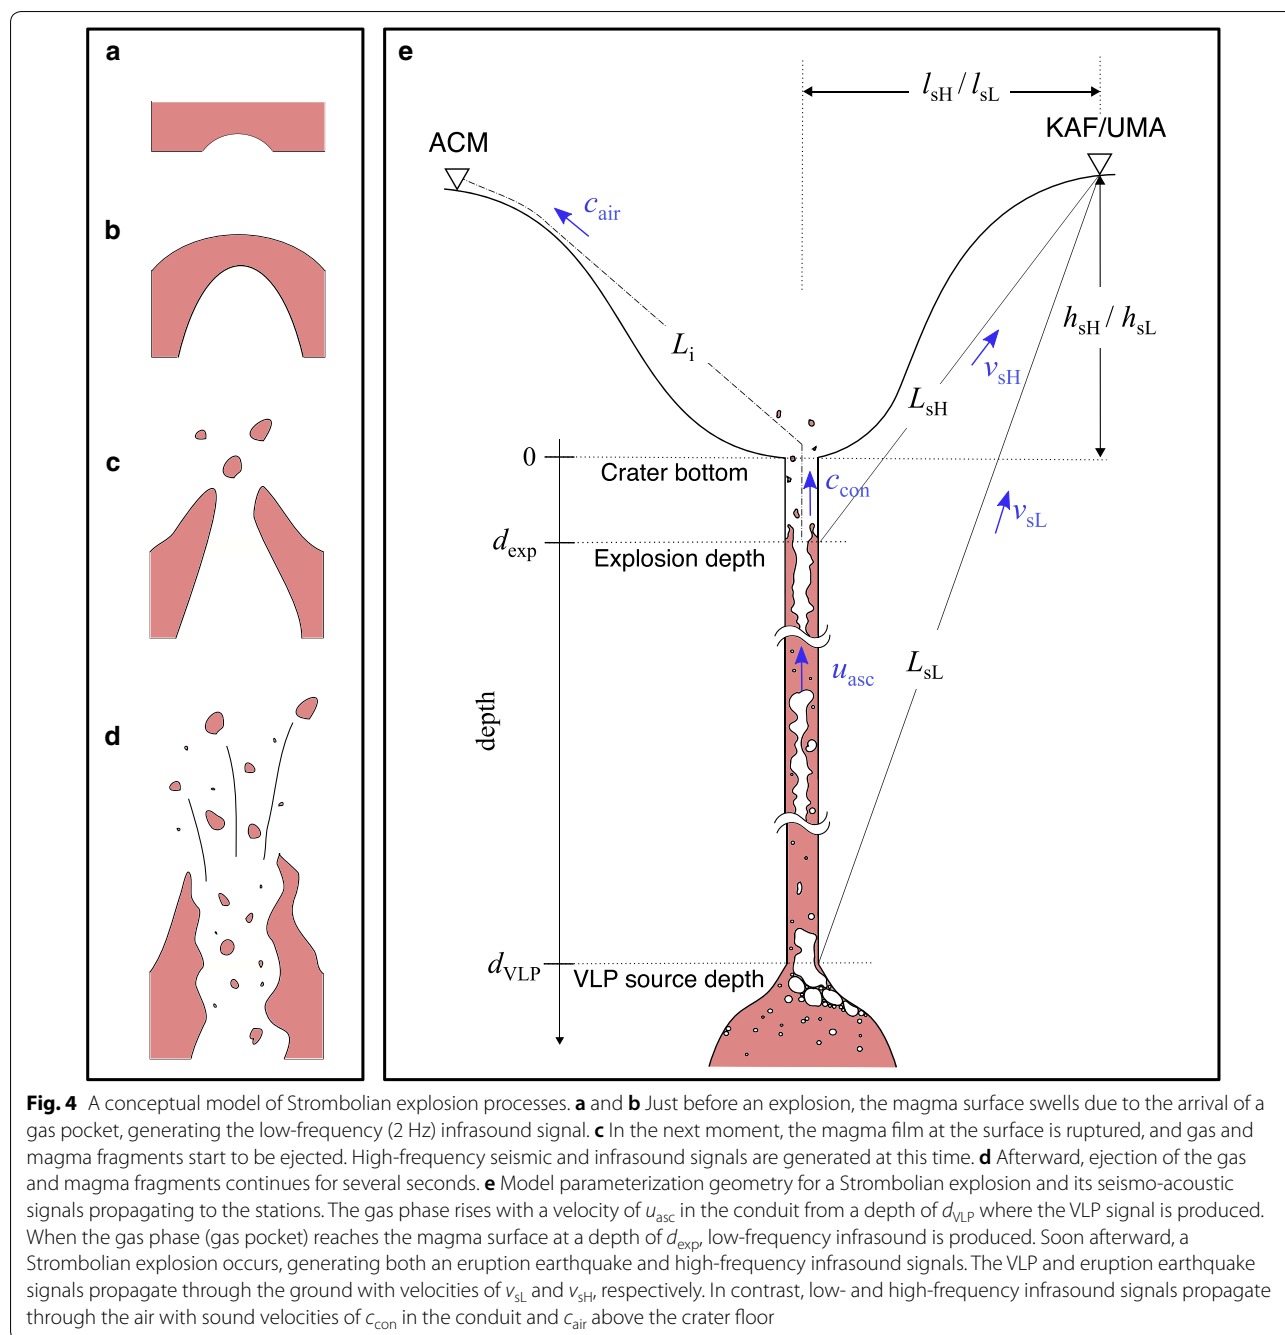 a
b
c
d
e
l_sH / l_sL
KAF/UMA
ACM
c_air
h_sH / h_sL
L_i
v_sH
L_sH
0
Crater bottom
c_con
v_sL
d_exp
Explosion depth
L_sL
u_asc
depth
d_VLP
VLP source depth
Fig. 4 A conceptual model of Strombolian explosion processes. a and b Just before an explosion, the magma surface swells due to the arrival of a
gas pocket, generating the low-frequency (2 Hz) infrasound signal. c In the next moment, the magma film at the surface is ruptured, and gas and
magma fragments start to be ejected. High-frequency seismic and infrasound signals are generated at this time. d Afterward, ejection of the gas
and magma fragments continues for several seconds. e Model parameterization geometry for a Strombolian explosion and its seismo-acoustic
signals propagating to the stations. The gas phase rises with a velocity of u_asc in the conduit from a depth of d_VLP where the VLP signal is produced.
When the gas phase (gas pocket) reaches the magma surface at a depth of d_exp, low-frequency infrasound is produced. Soon afterward, a
Strombolian explosion occurs, generating both an eruption earthquake and high-frequency infrasound signals. The VLP and eruption earthquake
signals propagate through the ground with velocities of v_sL and v_sH, respectively. In contrast, low- and high-frequency infrasound signals propagate
through the air with sound velocities of c_con in the conduit and c_air above the crater floor